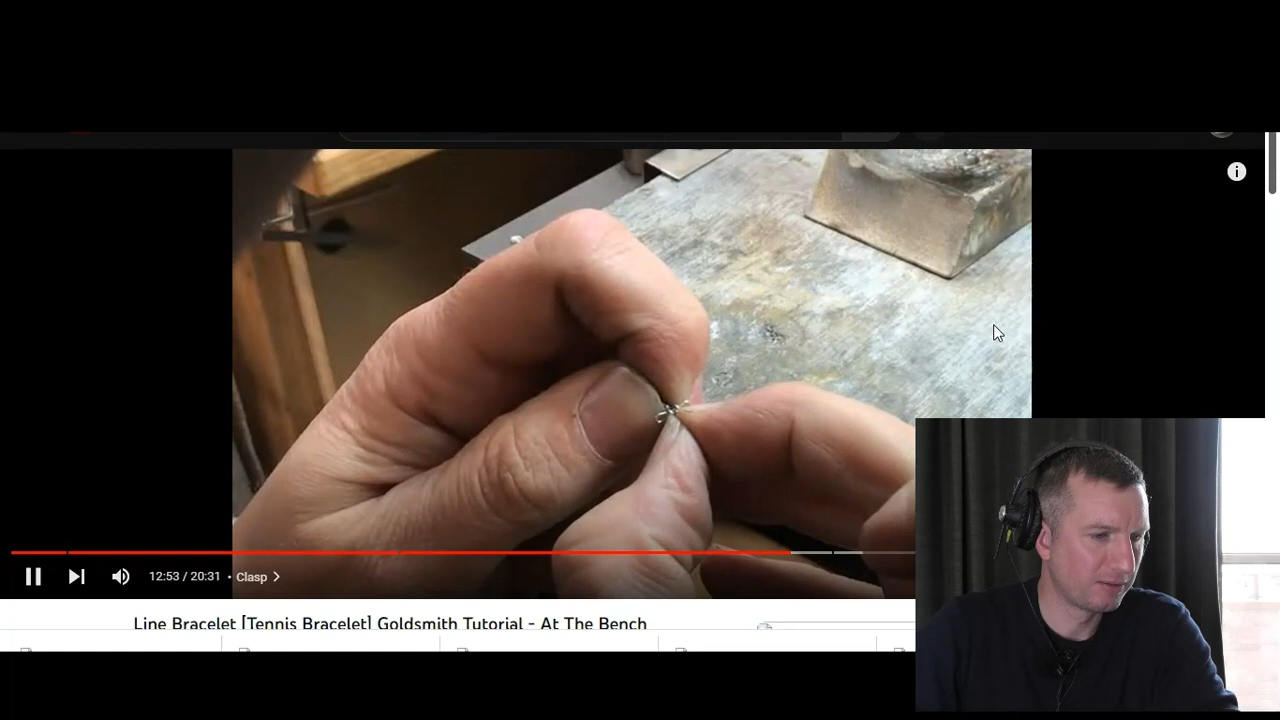 12:53 / 20:31 • Clasp
Line Bracelet [Tennis Bracelet] Goldsmith Tutorial - At The Bench